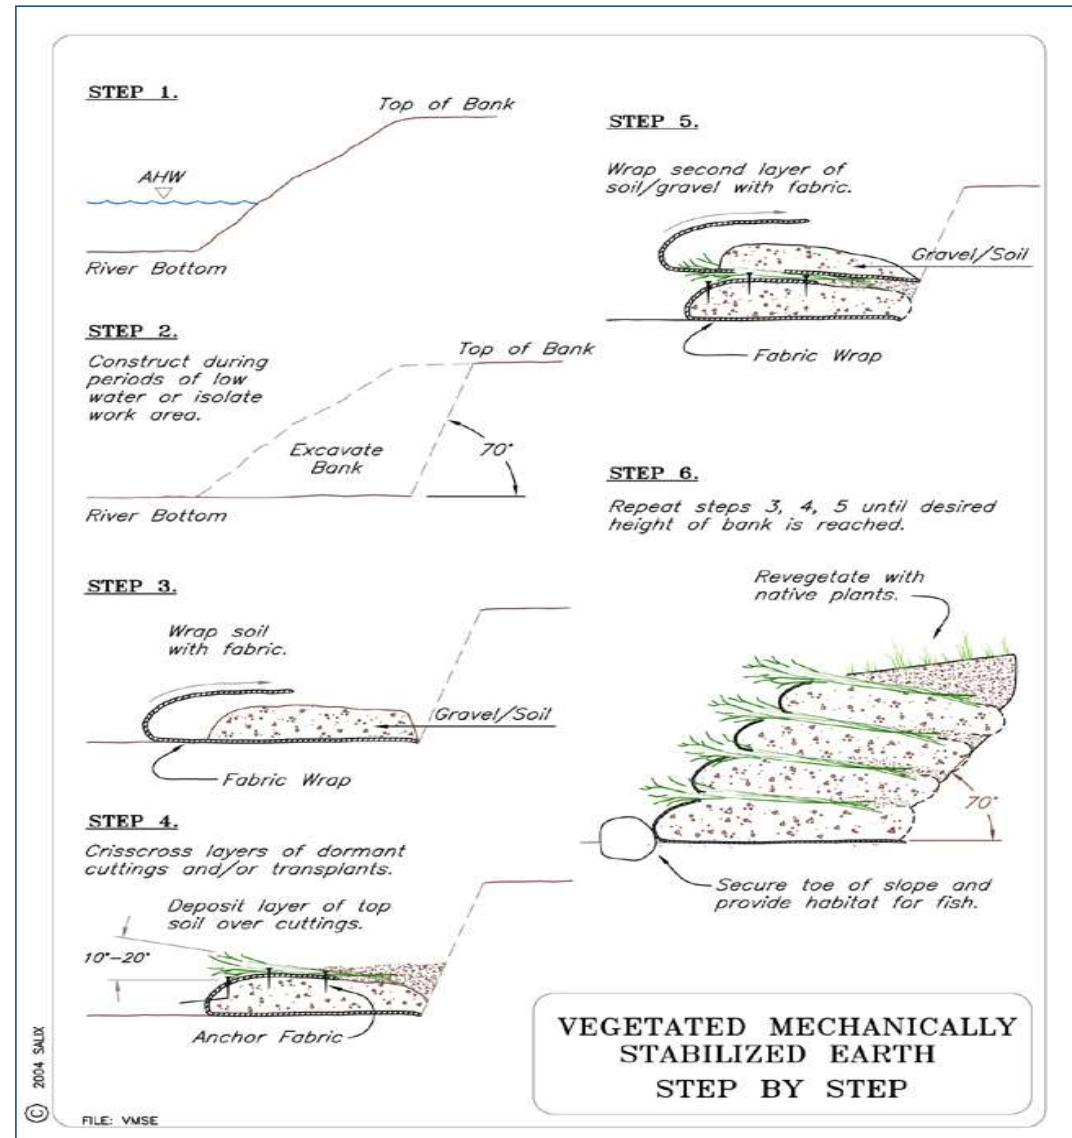 STEP 1.
Top of Bank
AHW
River Bottom
STEP 2.
Construct during
periods of low
water or isolate
work area.
Top of Bank
Excavate
Bank
70°
River Bottom
STEP 3.
Wrap soil
with fabric.
Gravel/Soil
Fabric Wrap
STEP 4.
Crisscross layers of dormant
cuttings and/or transplants.
Deposit layer of top
soil over cuttings.
10°-20°
Anchor Fabric
STEP 5.
Wrap second layer of
soil/gravel with fabric.
Gravel/Soil
Fabric Wrap
STEP 6.
Repeat steps 3, 4, 5 until desired
height of bank is reached.
Revegetate with
native plants.
70°
Secure toe of slope and
provide habitat for fish.
VEGETATED MECHANICALLY
STABILIZED EARTH
STEP BY STEP
© 2004 SALIX
FILE: VMSE